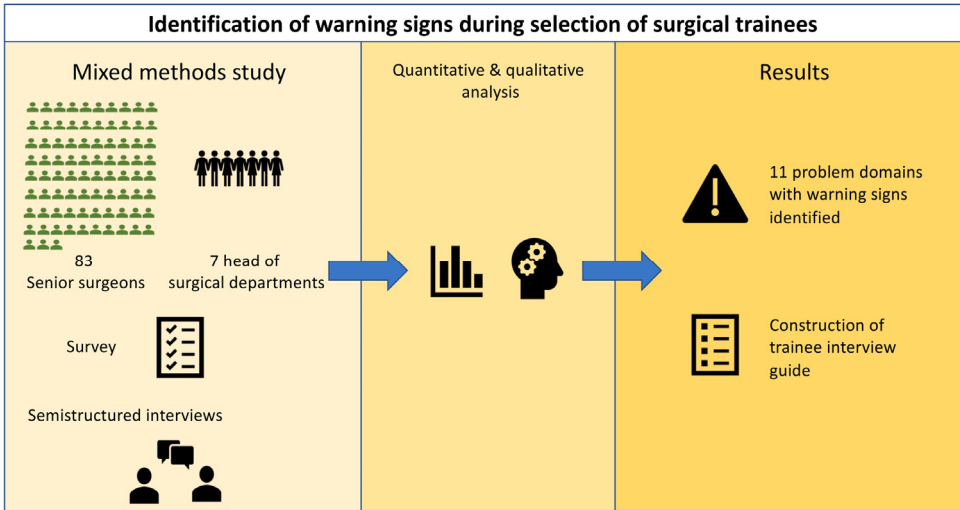 Identification of warning signs during selection of surgical trainees
Mixed methods study
83
Senior surgeons
7 head of
surgical departments
Survey
Semistructured interviews
Quantitative & qualitative
analysis
Results
11 problem domains
with warning signs
identified
Construction of
trainee interview
guide